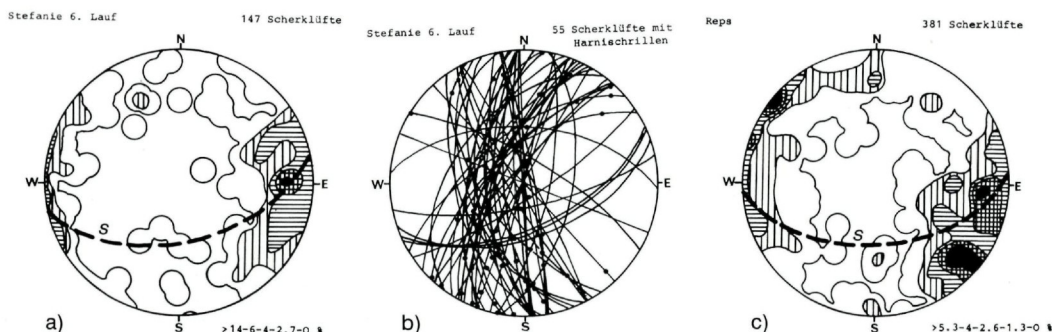 Stefanie 6. Lauf
147 Scherklüfte
N
W
E
S
S
a)
>14-6-4-2.7-0 %
Stefanie 6. Lauf
55 Scherklüfte mit
Harnischrillen
N
W
E
S
b)
Reps
381 Scherklüfte
N
W
E
S
S
c)
>5.3-4-2.6-1.3-0 %